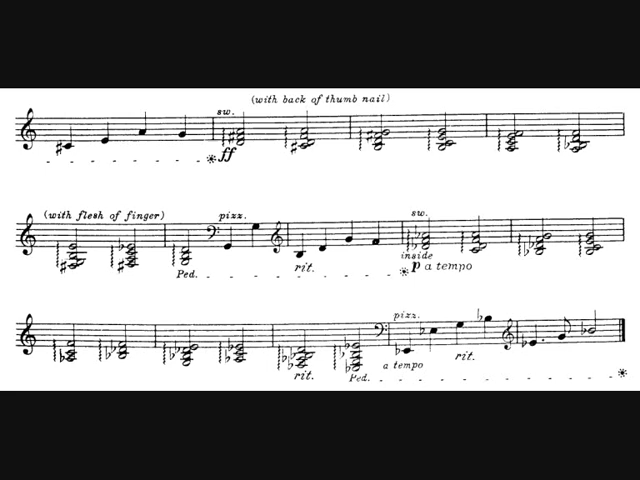 (with back of thumb nail)
sw.
ff
(with flesh of finger) pizz. sw.
inside
Ped. rit. p a tempo
pizz.
rit. Ped. a tempo rit.